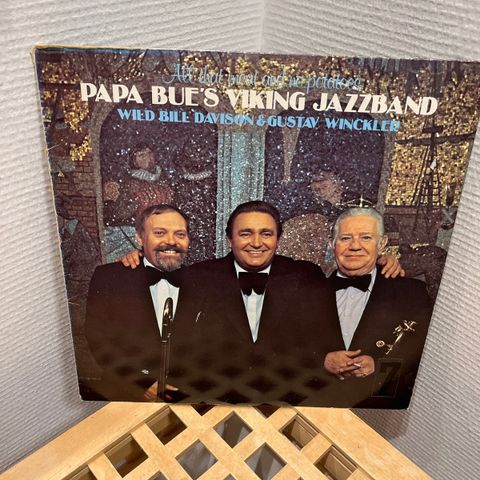 All that meat and no potatoes
PAPA BUE'S VIKING JAZZBAND
WILD BILL DAVISON & GUSTAV WINCKLER
Z